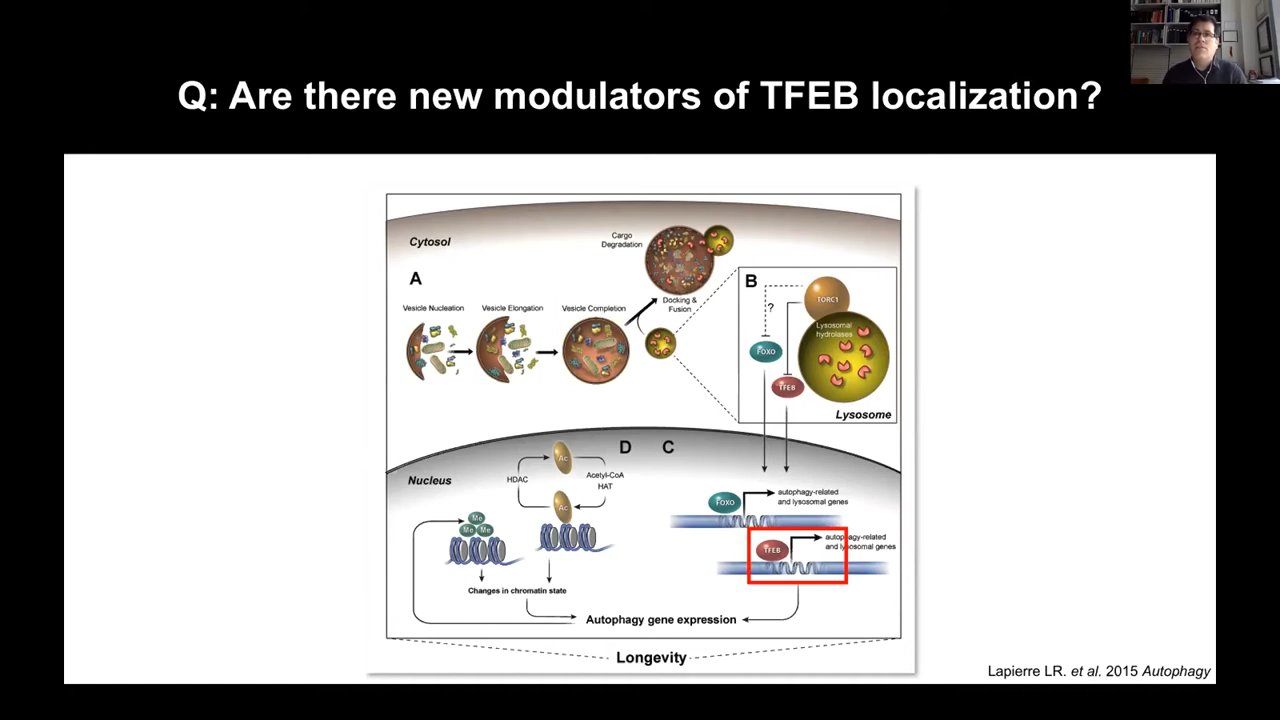 Q: Are there new modulators of TFEB localization?
Cytosol
A
Vesicle Nucleation
Vesicle Elongation
Vesicle Completion
Cargo
Degradation
Docking &
Fusion
B
TORC1
?
Lysosomal
hydrolases
FOXO
TFEB
Lysosome
D
C
Nucleus
Ac
HDAC
Acetyl-CoA
HAT
Ac
Me
Me
Me
Changes in chromatin state
FOXO
autophagy-related
and lysosomal genes
TFEB
autophagy-related
and lysosomal genes
Autophagy gene expression
Longevity
Lapierre LR. et al. 2015 Autophagy